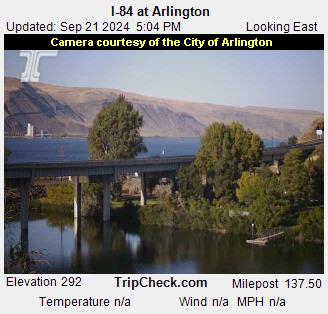 I-84 at Arlington
Updated: Sep 21 2024 5:04 PM Looking East
Camera courtesy of the City of Arlington
Elevation 292 TripCheck.com Milepost 137.50
Temperature n/a Wind n/a MPH n/a